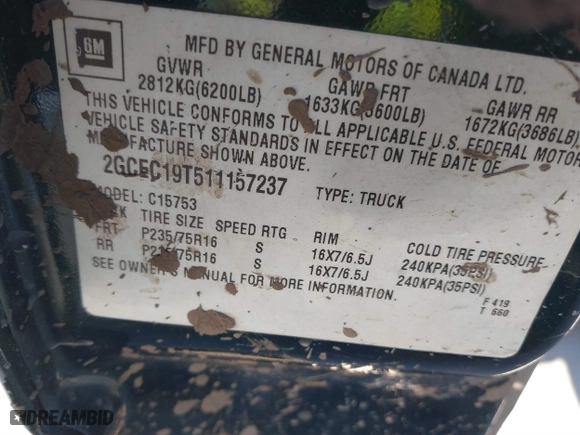 GM
MFD BY GENERAL MOTORS OF CANADA LTD.
GVWR GAWR FRT GAWR RR
2812KG(6200LB) 1633KG(3600LB) 1672KG(3686LB)
THIS VEHICLE CONFORMS TO ALL APPLICABLE U.S. FEDERAL MOTOR
VEHICLE SAFETY STANDARDS IN EFFECT ON THE DATE OF
MANUFACTURE SHOWN ABOVE.
2GCEC19T511157237 TYPE: TRUCK
MODEL: C15753
TIRE SIZE SPEED RTG RIM COLD TIRE PRESSURE
FRT P235/75R16 S 16X7/6.5J 240KPA(35PSI)
RR P235/75R16 S 16X7/6.5J 240KPA(35PSI)
SEE OWNER'S MANUAL FOR MORE INFORMATION.
F 419
T 660
DREAMBID